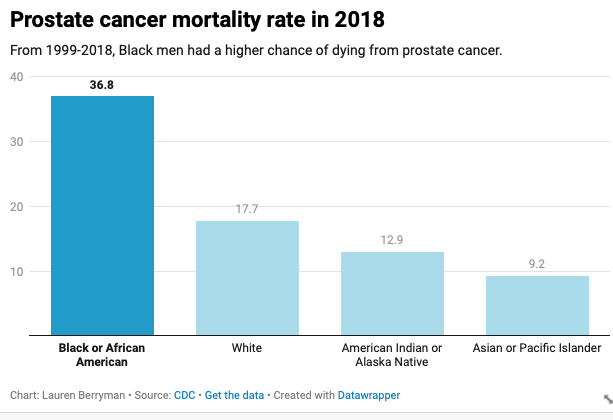 Prostate cancer mortality rate in 2018
From 1999-2018, Black men had a higher chance of dying from prostate cancer.
40
36.8
30
20
17.7
12.9
10
9.2
Black or African
American
White
American Indian or
Alaska Native
Asian or Pacific Islander
Chart: Lauren Berryman • Source: CDC • Get the data • Created with Datawrapper